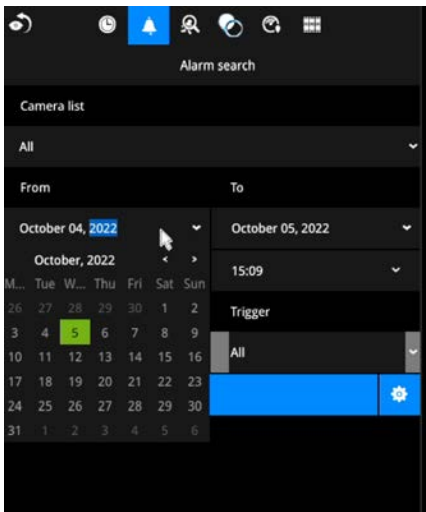 Alarm search
Camera list
All
From
To
October 04, 2022
October 05, 2022
October, 2022
M... Tue W... Thu Fri Sat Sun
26 27 28 29 30 1 2
3 4 5 6 7 8 9
10 11 12 13 14 15 16
17 18 19 20 21 22 23
24 25 26 27 28 29 30
31 1 2 3 4 5 6
15:09
Trigger
All